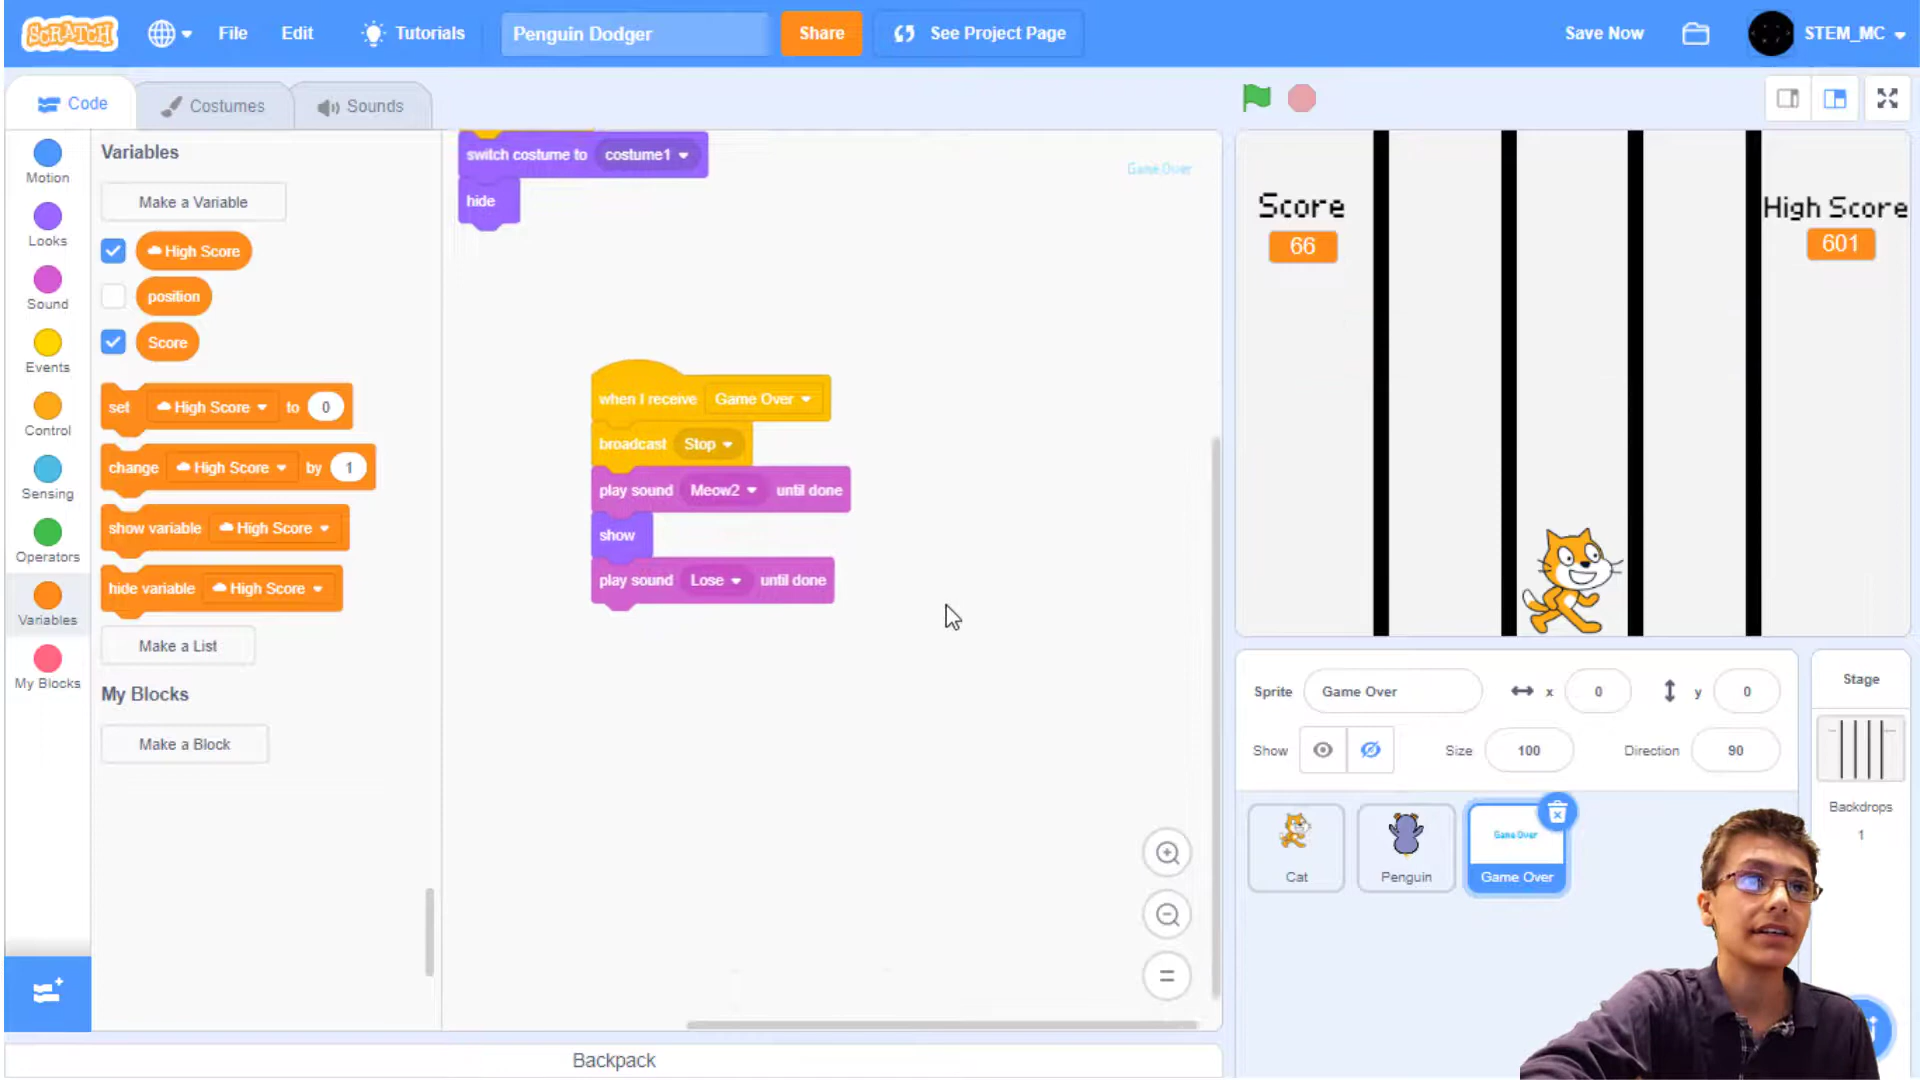 SCRATCH File Edit Tutorials Penguin Dodger Share See Project Page Save Now STEM_MC
Code Costumes Sounds
Motion
Looks
Sound
Events
Control
Sensing
Operators
Variables
My Blocks
Variables
Make a Variable
High Score
position
Score
set High Score to 0
change High Score by 1
show variable High Score
hide variable High Score
Make a List
My Blocks
Make a Block
switch costume to costume1
hide
Game Over
when I receive Game Over
broadcast Stop
play sound Meow2 until done
show
play sound Lose until done
Score
66
High Score
601
Sprite Game Over x 0 y 0
Show Size 100 Direction 90
Cat
Penguin
Game Over
Game Over
Stage
Backdrops
1
Backpack